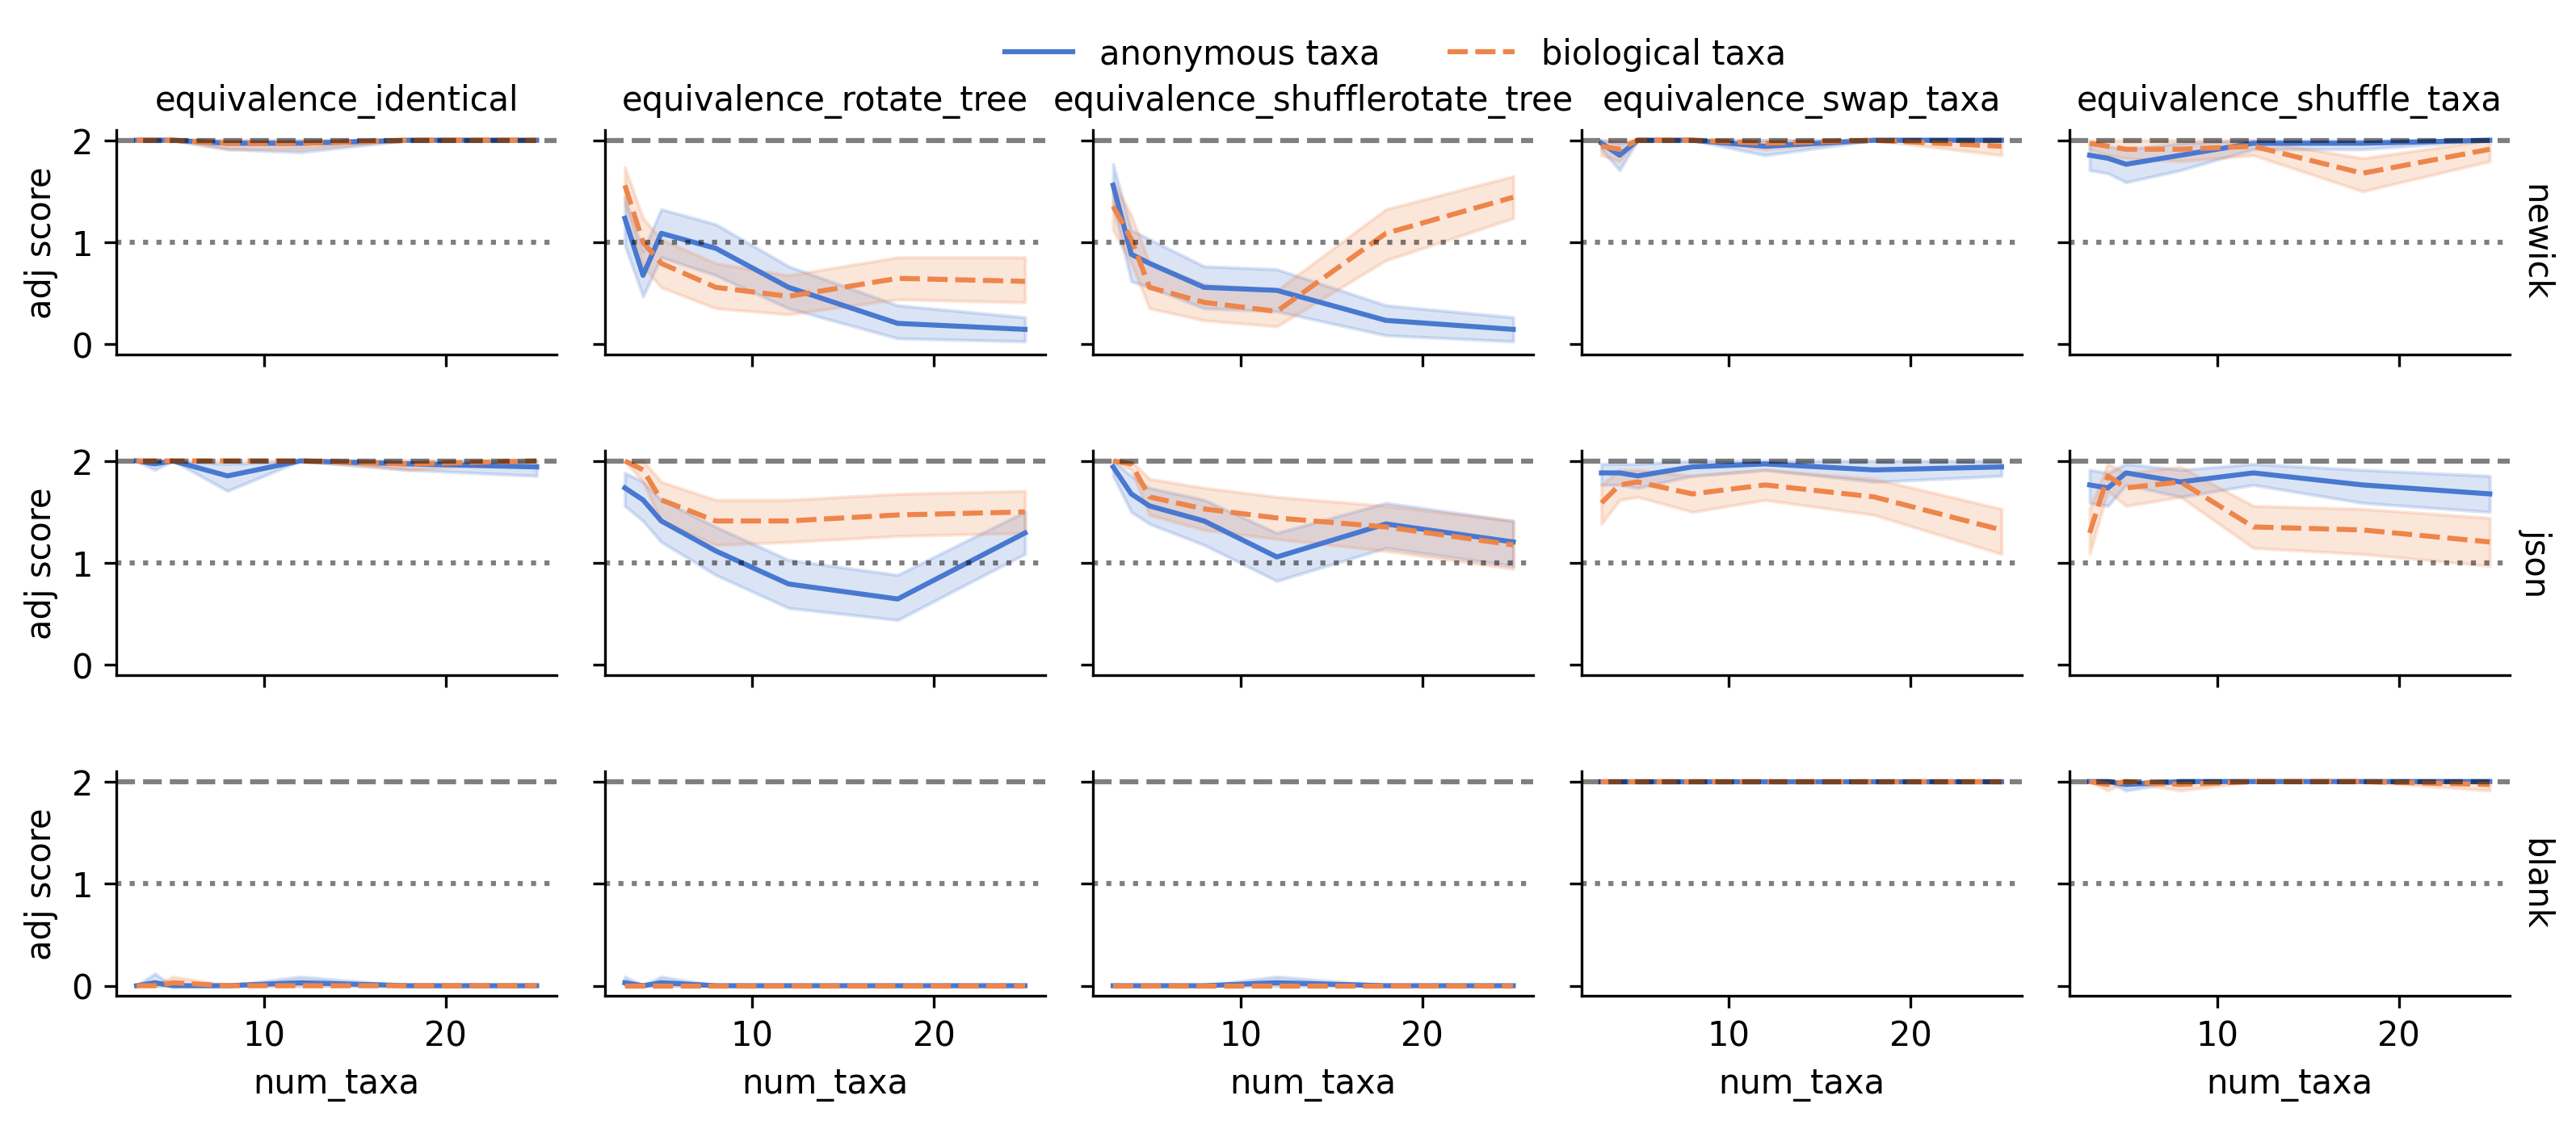 anonymous taxa biological taxa
equivalence_identical equivalence_rotate_tree equivalence_shufflerotate_tree equivalence_swap_taxa equivalence_shuffle_taxa
2
1
0
adj score
newick
2
1
0
adj score
json
2
1
0
adj score
blank
10 20 10 20 10 20 10 20 10 20
num_taxa num_taxa num_taxa num_taxa num_taxa